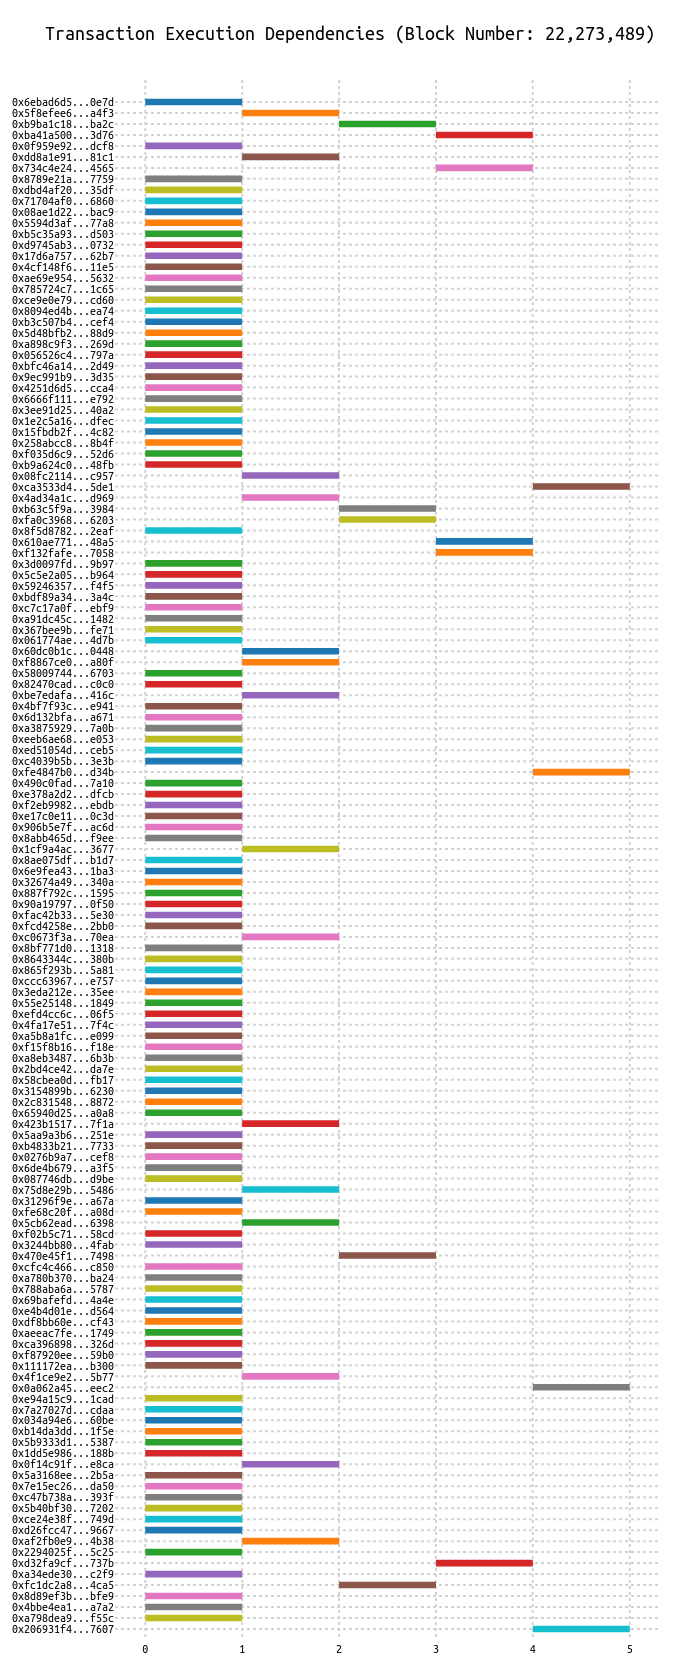 Transaction Execution Dependencies (Block Number: 22,273,489)
0x6ebad6d5...0e7d
0x5f8efee6...a4f3
0xb9ba1c18...ba2c
0xba41a500...3d76
0x0f959e92...dcf8
0xdd8a1e91...81c1
0x734c4e24...4565
0x8789e21a...7759
0xdbd4af20...35df
0x71704af0...6860
0x08ae1d22...bac9
0x5594d3af...77a8
0xb5c35a93...d503
0xd9745ab3...0732
0x17d6a757...62b7
0x4cf148f6...11e5
0xae69e954...5632
0x785724c7...1c65
0xce9e0e79...cd60
0x8094ed4b...ea74
0xb3c507b4...cef4
0x5d48bfb2...88d9
0xa898c9f3...269d
0x056526c4...797a
0xbfc46a14...2d49
0x9ec991b9...3d35
0x4251d6d5...cca4
0x6666f111...e792
0x3ee91d25...40a2
0x1e2c5a16...dfec
0x15fbdb2f...4c82
0x258abcc8...8b4f
0xf035d6c9...52d6
0xb9a624c0...48fb
0x08fc2114...c957
0xca3533d4...5de1
0x4ad34a1c...d969
0xb63c5f9a...3984
0xfa0c3968...6203
0x8f5d8782...2eaf
0x610ae771...48a5
0xf132fafe...7058
0x3d0097fd...9b97
0x5c5e2a05...b964
0x59246357...f4f5
0xbdf89a34...3a4c
0xc7c17a0f...ebf9
0xa91dc45c...1482
0x367bee9b...fe71
0x061774ae...4d7b
0x60dc0b1c...0448
0xf8867ce0...a80f
0x58009744...6703
0x82470cad...c0c0
0xbe7edafa...416c
0x4bf7f93c...e941
0x6d132bfa...a671
0xa3875929...7a0b
0xeeb6ae68...e053
0xed51054d...ceb5
0xc4039b5b...3e3b
0xfe4847b0...d34b
0x490c0fad...7a10
0xe378a2d2...dfcb
0xf2eb9982...ebdb
0xe17c0e11...0c3d
0x906b5e7f...ac6d
0x8abb465d...f9ee
0x1cf9a4ac...3677
0x8ae075df...b1d7
0x6e9fea43...1ba3
0x32674a49...340a
0x887f792c...1595
0x90a19797...0f50
0xfac42b33...5e30
0xfcd4258e...2bb0
0xc0673f3a...70ea
0x8bf771d0...1318
0x8643344c...380b
0x865f293b...5a81
0xccc63967...e757
0x3eda212e...35ee
0x55e25148...1849
0xefd4cc6c...06f5
0x4fa17e51...7f4c
0xa5b8a1fc...e099
0xf15f8b16...f18e
0xa8eb3487...6b3b
0x2bd4ce42...da7e
0x58cbea0d...fb17
0x3154899b...6230
0x2c831548...8872
0x65940d25...a0a8
0x423b1517...7f1a
0x5aa9a3b6...251e
0xb4833b21...7733
0x0276b9a7...cef8
0x6de4b679...a3f5
0x087746db...d9be
0x75d8e29b...5486
0x31296f9e...a67a
0xfe68c20f...a08d
0x5cb62ead...6398
0xf02b5c71...58cd
0x3244bb80...4fab
0x470e45f1...7498
0xcfc4c466...c850
0xa780b370...ba24
0x788aba6a...5787
0x69bafefd...4a4e
0xe4b4d01e...d564
0xdf8bb60e...cf43
0xaeeac7fe...1749
0xca396898...326d
0xf87920ee...59b0
0x111172ea...b300
0x4f1ce9e2...5b77
0x0a062a45...eec2
0xe94a15c9...1cad
0x7a27027d...cdaa
0x034a94e6...60be
0xb14da3dd...1f5e
0x5b9333d1...5387
0x1dd5e986...188b
0x0f14c91f...e8ca
0x5a3168ee...2b5a
0x7e15ec26...da50
0xc47b738a...393f
0x5b40bf30...7202
0xce24e38f...749d
0xd26fcc47...9667
0xaf2fb0e9...4b38
0x2294025f...5c25
0xd32fa9cf...737b
0xa34ede30...c2f9
0xfc1dc2a8...4ca5
0x8d89ef3b...bfe9
0x4bbe4ea1...a7a2
0xa798dea9...f55c
0x206931f4...7607
0 1 2 3 4 5